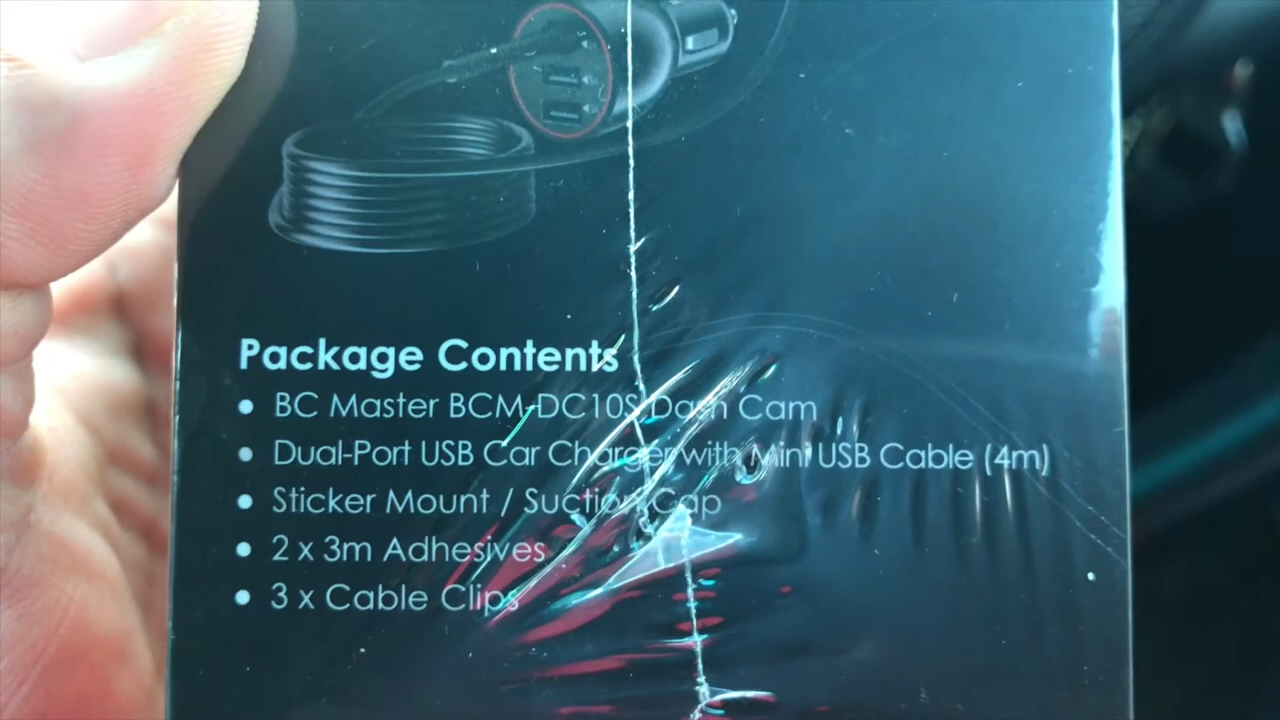 Package Contents
• BC Master BCM-DC10S Dash Cam
• Dual-Port USB Car Charger with Mini USB Cable (4m)
• Sticker Mount / Suction Cap
• 2 x 3m Adhesives
• 3 x Cable Clips